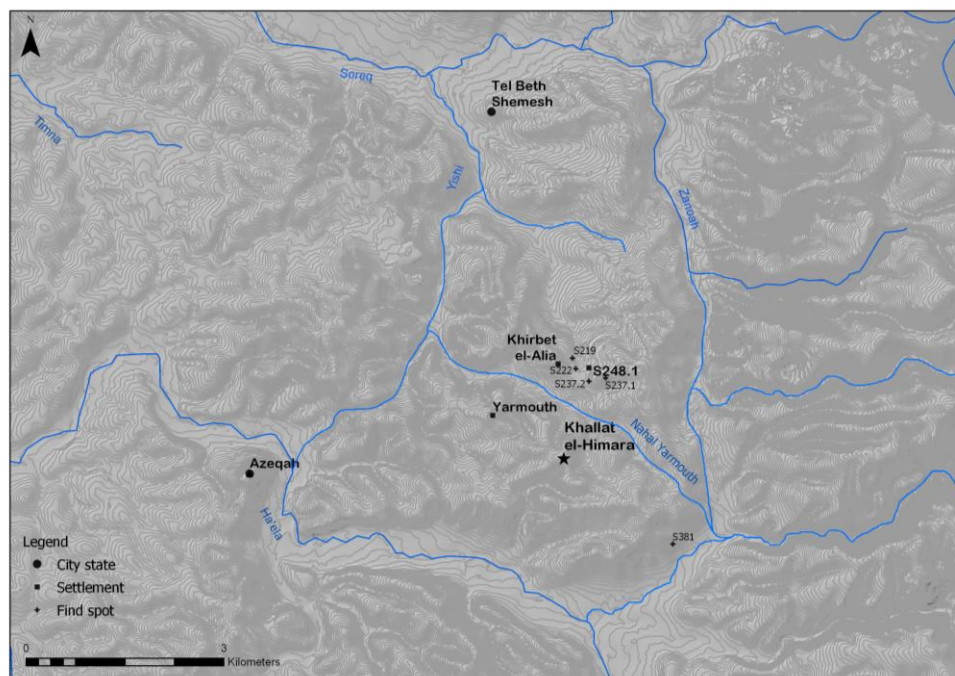 N
Soreq
Tel Beth
Shemesh
Timna
Yishi
Zanoah
Khirbet
el-Alia
S219
S222
S248.1
S237.2
S237.1
Yarmouth
Khallat
el-Himara
Nahal Yarmouth
Azeqah
Ha'ela
S381
Legend
City state
Settlement
Find spot
0 3
Kilometers